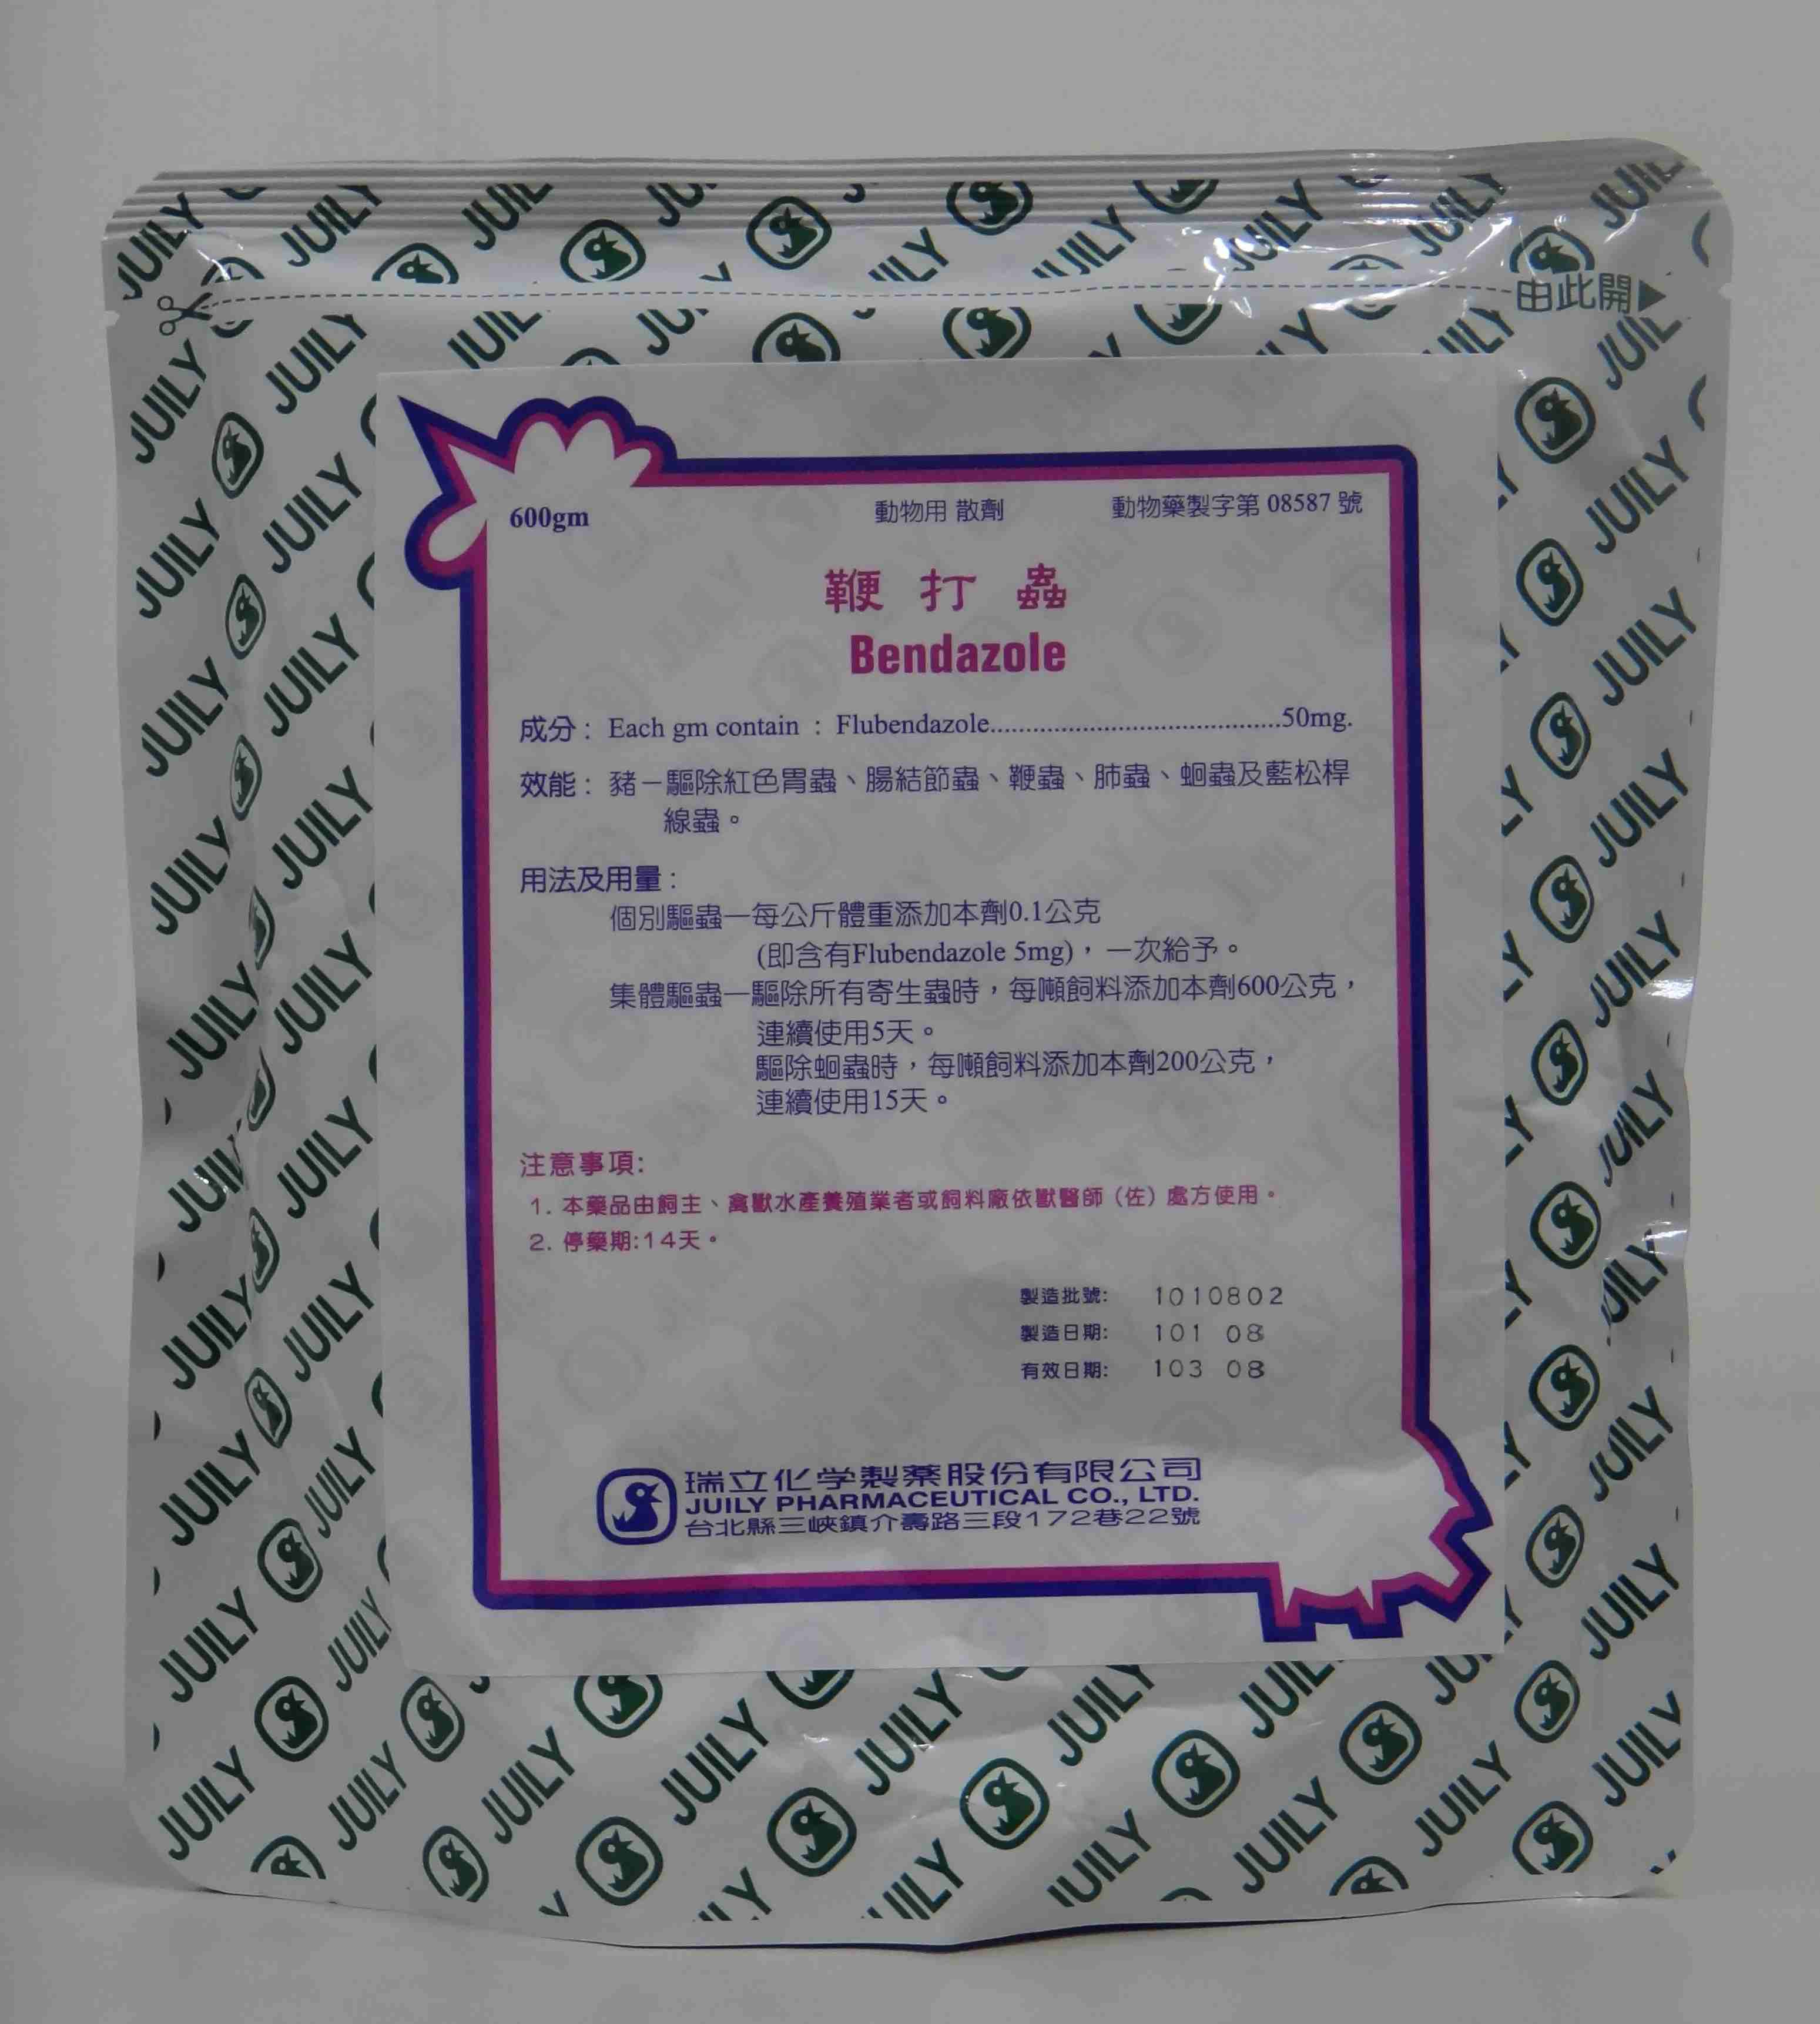 由此開
600gm 動物用 散劑 動物藥製字第 08587 號
鞭 打 蟲
Bendazole
成分： Each gm contain : Flubendazole........................................50mg.
效能： 豬－驅除紅色胃蟲、腸結節蟲、鞭蟲、肺蟲、蛔蟲及藍松桿
線蟲。
用法及用量：
個別驅蟲－每公斤體重添加本劑0.1公克
(即含有Flubendazole 5mg)，一次給予。
集體驅蟲－驅除所有寄生蟲時，每噸飼料添加本劑600公克，
連續使用5天。
驅除蛔蟲時，每噸飼料添加本劑200公克，
連續使用15天。
注意事項:
1. 本藥品由飼主、禽獸水產養殖業者或飼料廠依獸醫師（佐）處方使用。
2. 停藥期:14天。
製造批號: 1010802
製造日期: 101 08
有效日期: 103 08
瑞立化学製薬股份有限公司
JUILY PHARMACEUTICAL CO., LTD.
台北縣三峽鎮介壽路三段172巷22號
JUILY